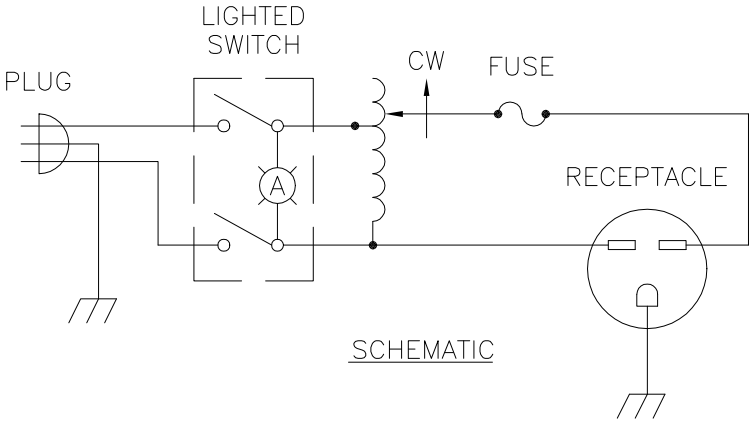 LIGHTED
SWITCH
PLUG
CW
FUSE
RECEPTACLE
A
SCHEMATIC